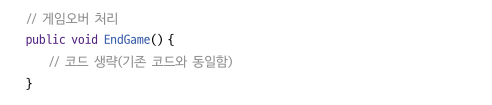 // 게임오버 처리
public void EndGame() {
// 코드 생략(기존 코드와 동일함)
}